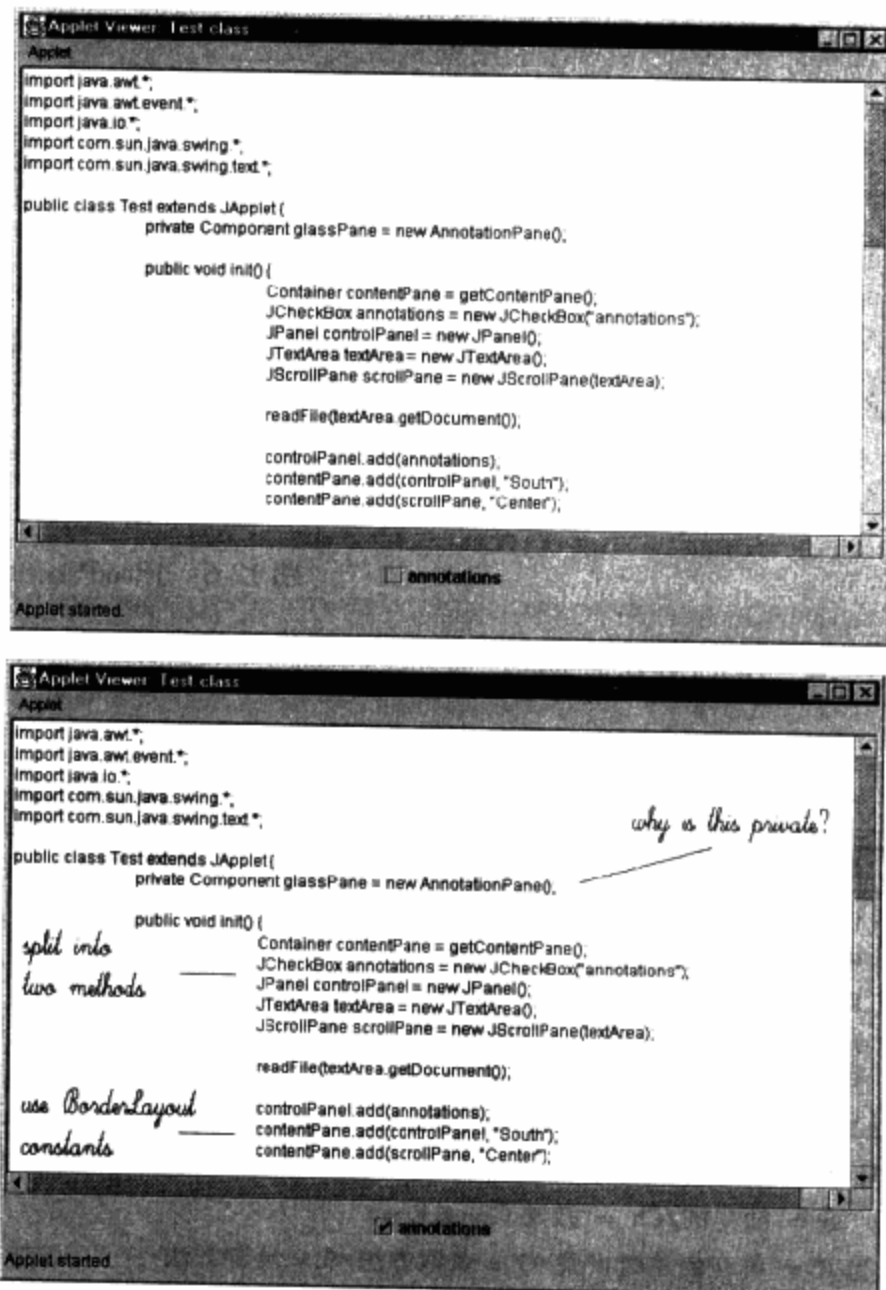 Applet Viewer: Test class
Applet
import java.awt.*;
import java.awt.event.*;
import java.io.*;
import com.sun.java.swing.*;
import com.sun.java.swing.text.*;
public class Test extends JApplet {
private Component glassPane = new AnnotationPane();
public void init() {
Container contentPane = getContentPane();
JCheckBox annotations = new JCheckBox("annotations");
JPanel controlPanel = new JPanel();
JTextArea textArea = new JTextArea();
JScrollPane scrollPane = new JScrollPane(textArea);
readFile(textArea.getDocument());
controlPanel.add(annotations);
contentPane.add(controlPanel, "South");
contentPane.add(scrollPane, "Center");
annotations
Applet started.
Applet Viewer: Test class
Applet
import java.awt.*;
import java.awt.event.*;
import java.io.*;
import com.sun.java.swing.*;
import com.sun.java.swing.text.*;
why is this private?
public class Test extends JApplet {
private Component glassPane = new AnnotationPane();
public void init() {
split into
two methods
Container contentPane = getContentPane();
JCheckBox annotations = new JCheckBox("annotations");
JPanel controlPanel = new JPanel();
JTextArea textArea = new JTextArea();
JScrollPane scrollPane = new JScrollPane(textArea);
readFile(textArea.getDocument());
use BorderLayout
constants
controlPanel.add(annotations);
contentPane.add(controlPanel, "South");
contentPane.add(scrollPane, "Center");
annotations
Applet started.